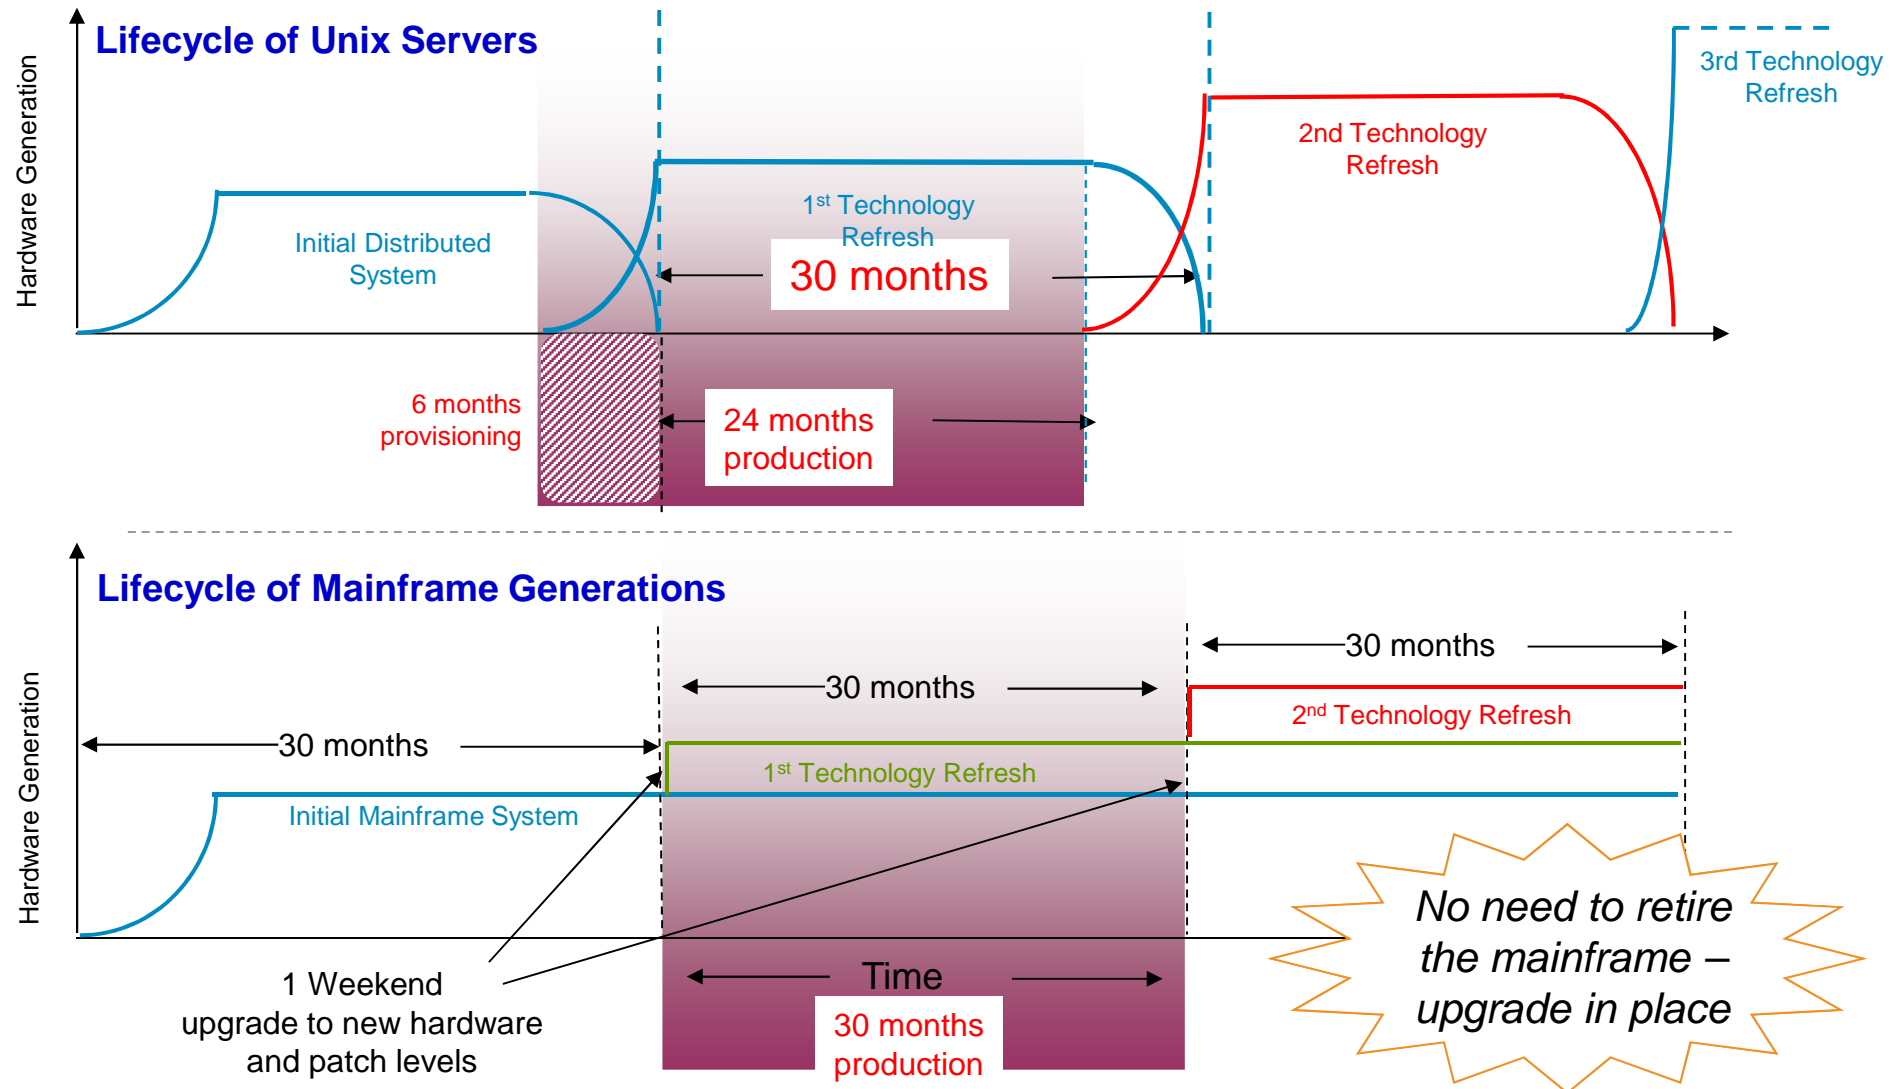 Lifecycle of Unix Servers
Hardware Generation
Initial Distributed
System
1st Technology
Refresh
30 months
2nd Technology
Refresh
3rd Technology
Refresh
6 months
provisioning
24 months
production
Lifecycle of Mainframe Generations
Hardware Generation
30 months
30 months
30 months
2nd Technology Refresh
1st Technology Refresh
Initial Mainframe System
1 Weekend
upgrade to new hardware
and patch levels
Time
30 months
production
No need to retire
the mainframe –
upgrade in place